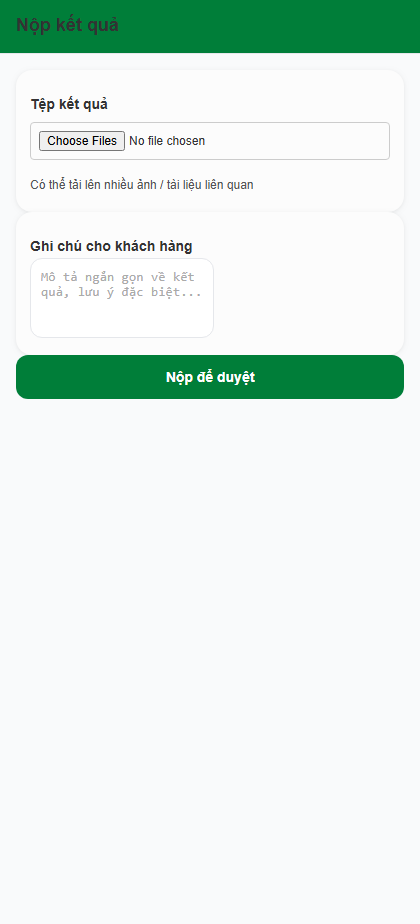 Nộp kết quả
Tệp kết quả
Choose Files No file chosen
Có thể tải lên nhiều ảnh / tài liệu liên quan
Ghi chú cho khách hàng
Mô tả ngắn gọn về kết
quả, lưu ý đặc biệt...
Nộp để duyệt